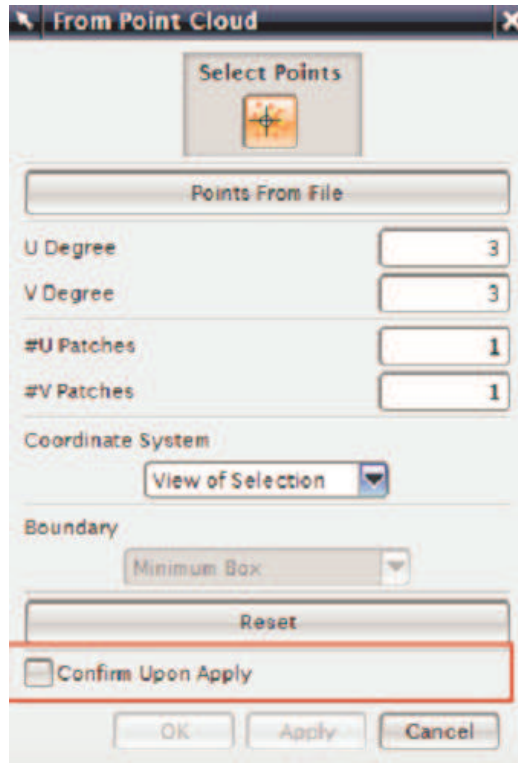 From Point Cloud
Select Points
Points From File
U Degree 3
V Degree 3
#U Patches 1
#V Patches 1
Coordinate System
View of Selection
Boundary
Minimum Box
Reset
Confirm Upon Apply
OK Apply Cancel